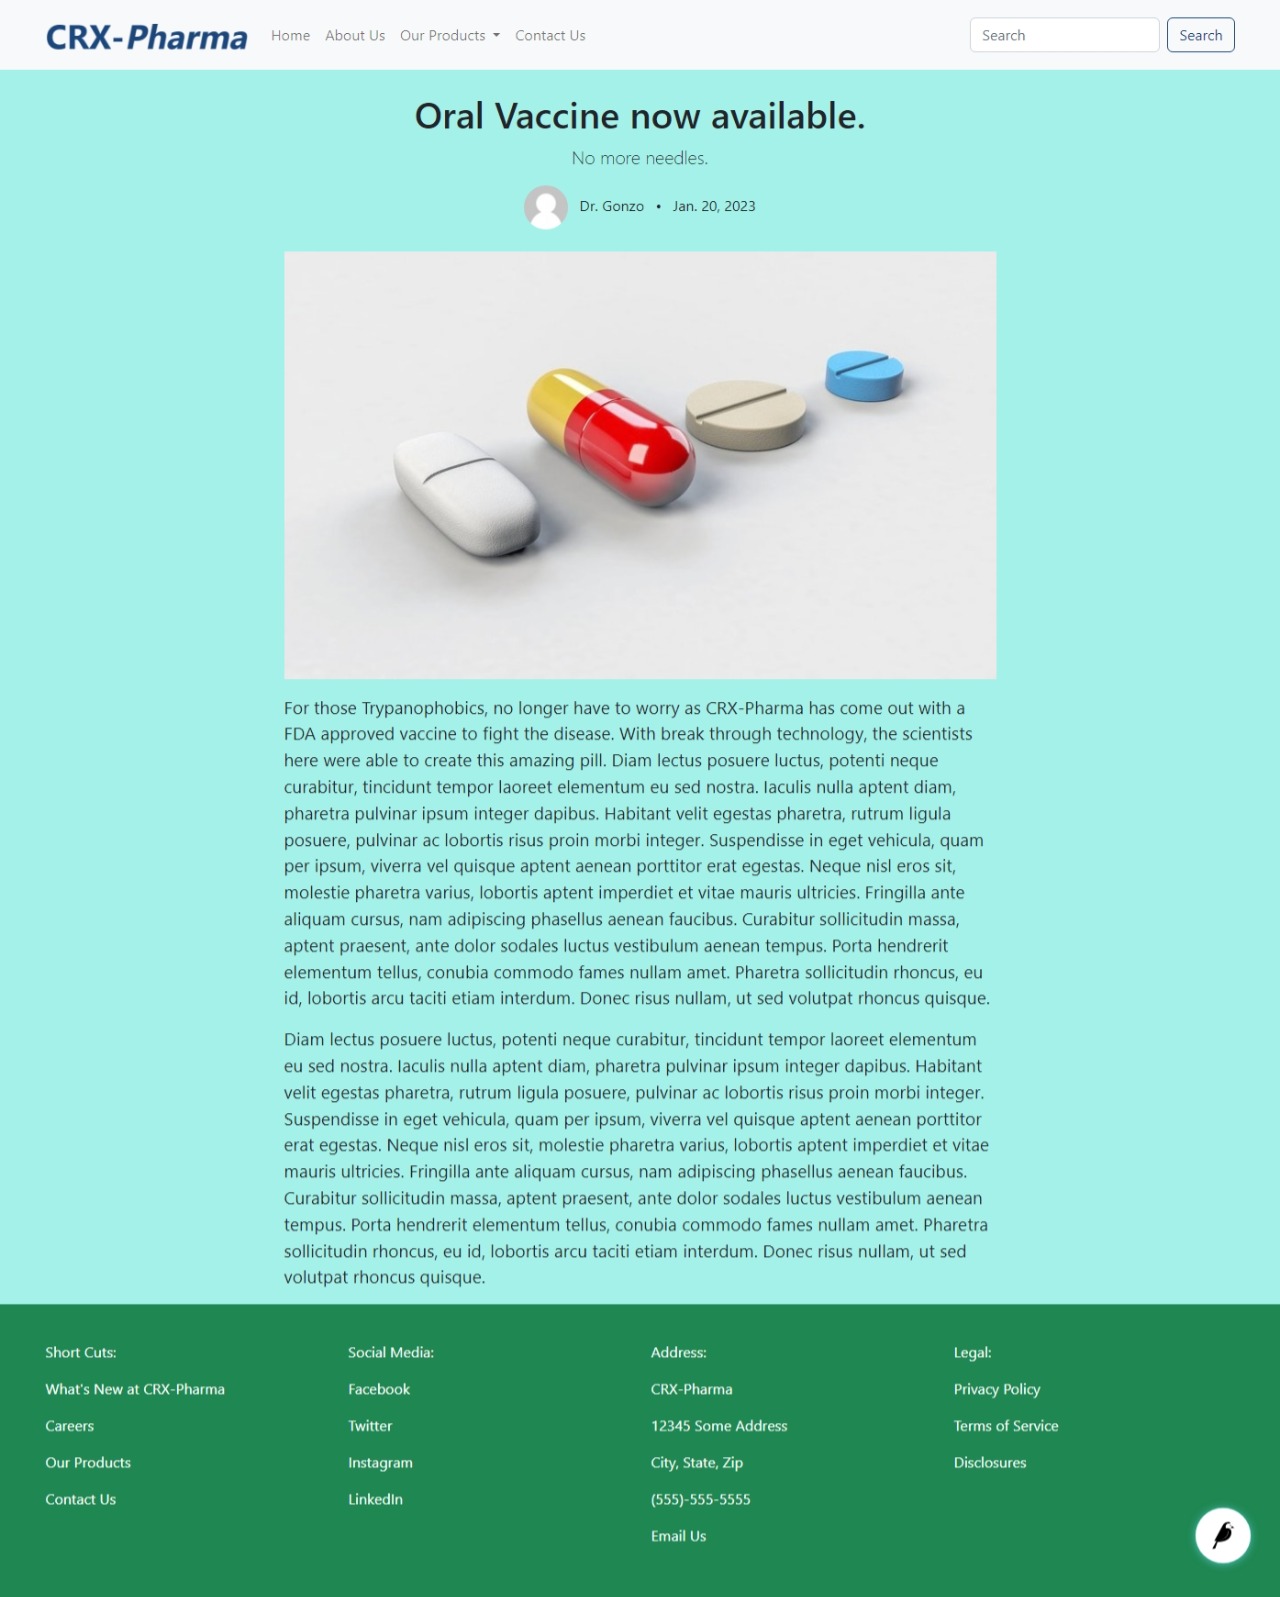 CRX-Pharma
Home About Us Our Products Contact Us Search Search
Oral Vaccine now available.
No more needles.
Dr. Gonzo • Jan. 20, 2023
For those Trypanophobics, no longer have to worry as CRX-Pharma has come out with a
FDA approved vaccine to fight the disease. With break through technology, the scientists
here were able to create this amazing pill. Diam lectus posuere luctus, potenti neque
curabitur, tincidunt tempor laoreet elementum eu sed nostra. Iaculis nulla aptent diam,
pharetra pulvinar ipsum integer dapibus. Habitant velit egestas pharetra, rutrum ligula
posuere, pulvinar ac lobortis risus proin morbi integer. Suspendisse in eget vehicula, quam
per ipsum, viverra vel quisque aptent aenean porttitor erat egestas. Neque nisl eros sit,
molestie pharetra varius, lobortis aptent imperdiet et vitae mauris ultricies. Fringilla ante
aliquam cursus, nam adipiscing phasellus aenean faucibus. Curabitur sollicitudin massa,
aptent praesent, ante dolor sodales luctus vestibulum aenean tempus. Porta hendrerit
elementum tellus, conubia commodo fames nullam amet. Pharetra sollicitudin rhoncus, eu
id, lobortis arcu taciti etiam interdum. Donec risus nullam, ut sed volutpat rhoncus quisque.
Diam lectus posuere luctus, potenti neque curabitur, tincidunt tempor laoreet elementum
eu sed nostra. Iaculis nulla aptent diam, pharetra pulvinar ipsum integer dapibus. Habitant
velit egestas pharetra, rutrum ligula posuere, pulvinar ac lobortis risus proin morbi integer.
Suspendisse in eget vehicula, quam per ipsum, viverra vel quisque aptent aenean porttitor
erat egestas. Neque nisl eros sit, molestie pharetra varius, lobortis aptent imperdiet et vitae
mauris ultricies. Fringilla ante aliquam cursus, nam adipiscing phasellus aenean faucibus.
Curabitur sollicitudin massa, aptent praesent, ante dolor sodales luctus vestibulum aenean
tempus. Porta hendrerit elementum tellus, conubia commodo fames nullam amet. Pharetra
sollicitudin rhoncus, eu id, lobortis arcu taciti etiam interdum. Donec risus nullam, ut sed
volutpat rhoncus quisque.
Short Cuts:
What's New at CRX-Pharma
Careers
Our Products
Contact Us
Social Media:
Facebook
Twitter
Instagram
LinkedIn
Address:
CRX-Pharma
12345 Some Address
City, State, Zip
(555)-555-5555
Email Us
Legal:
Privacy Policy
Terms of Service
Disclosures